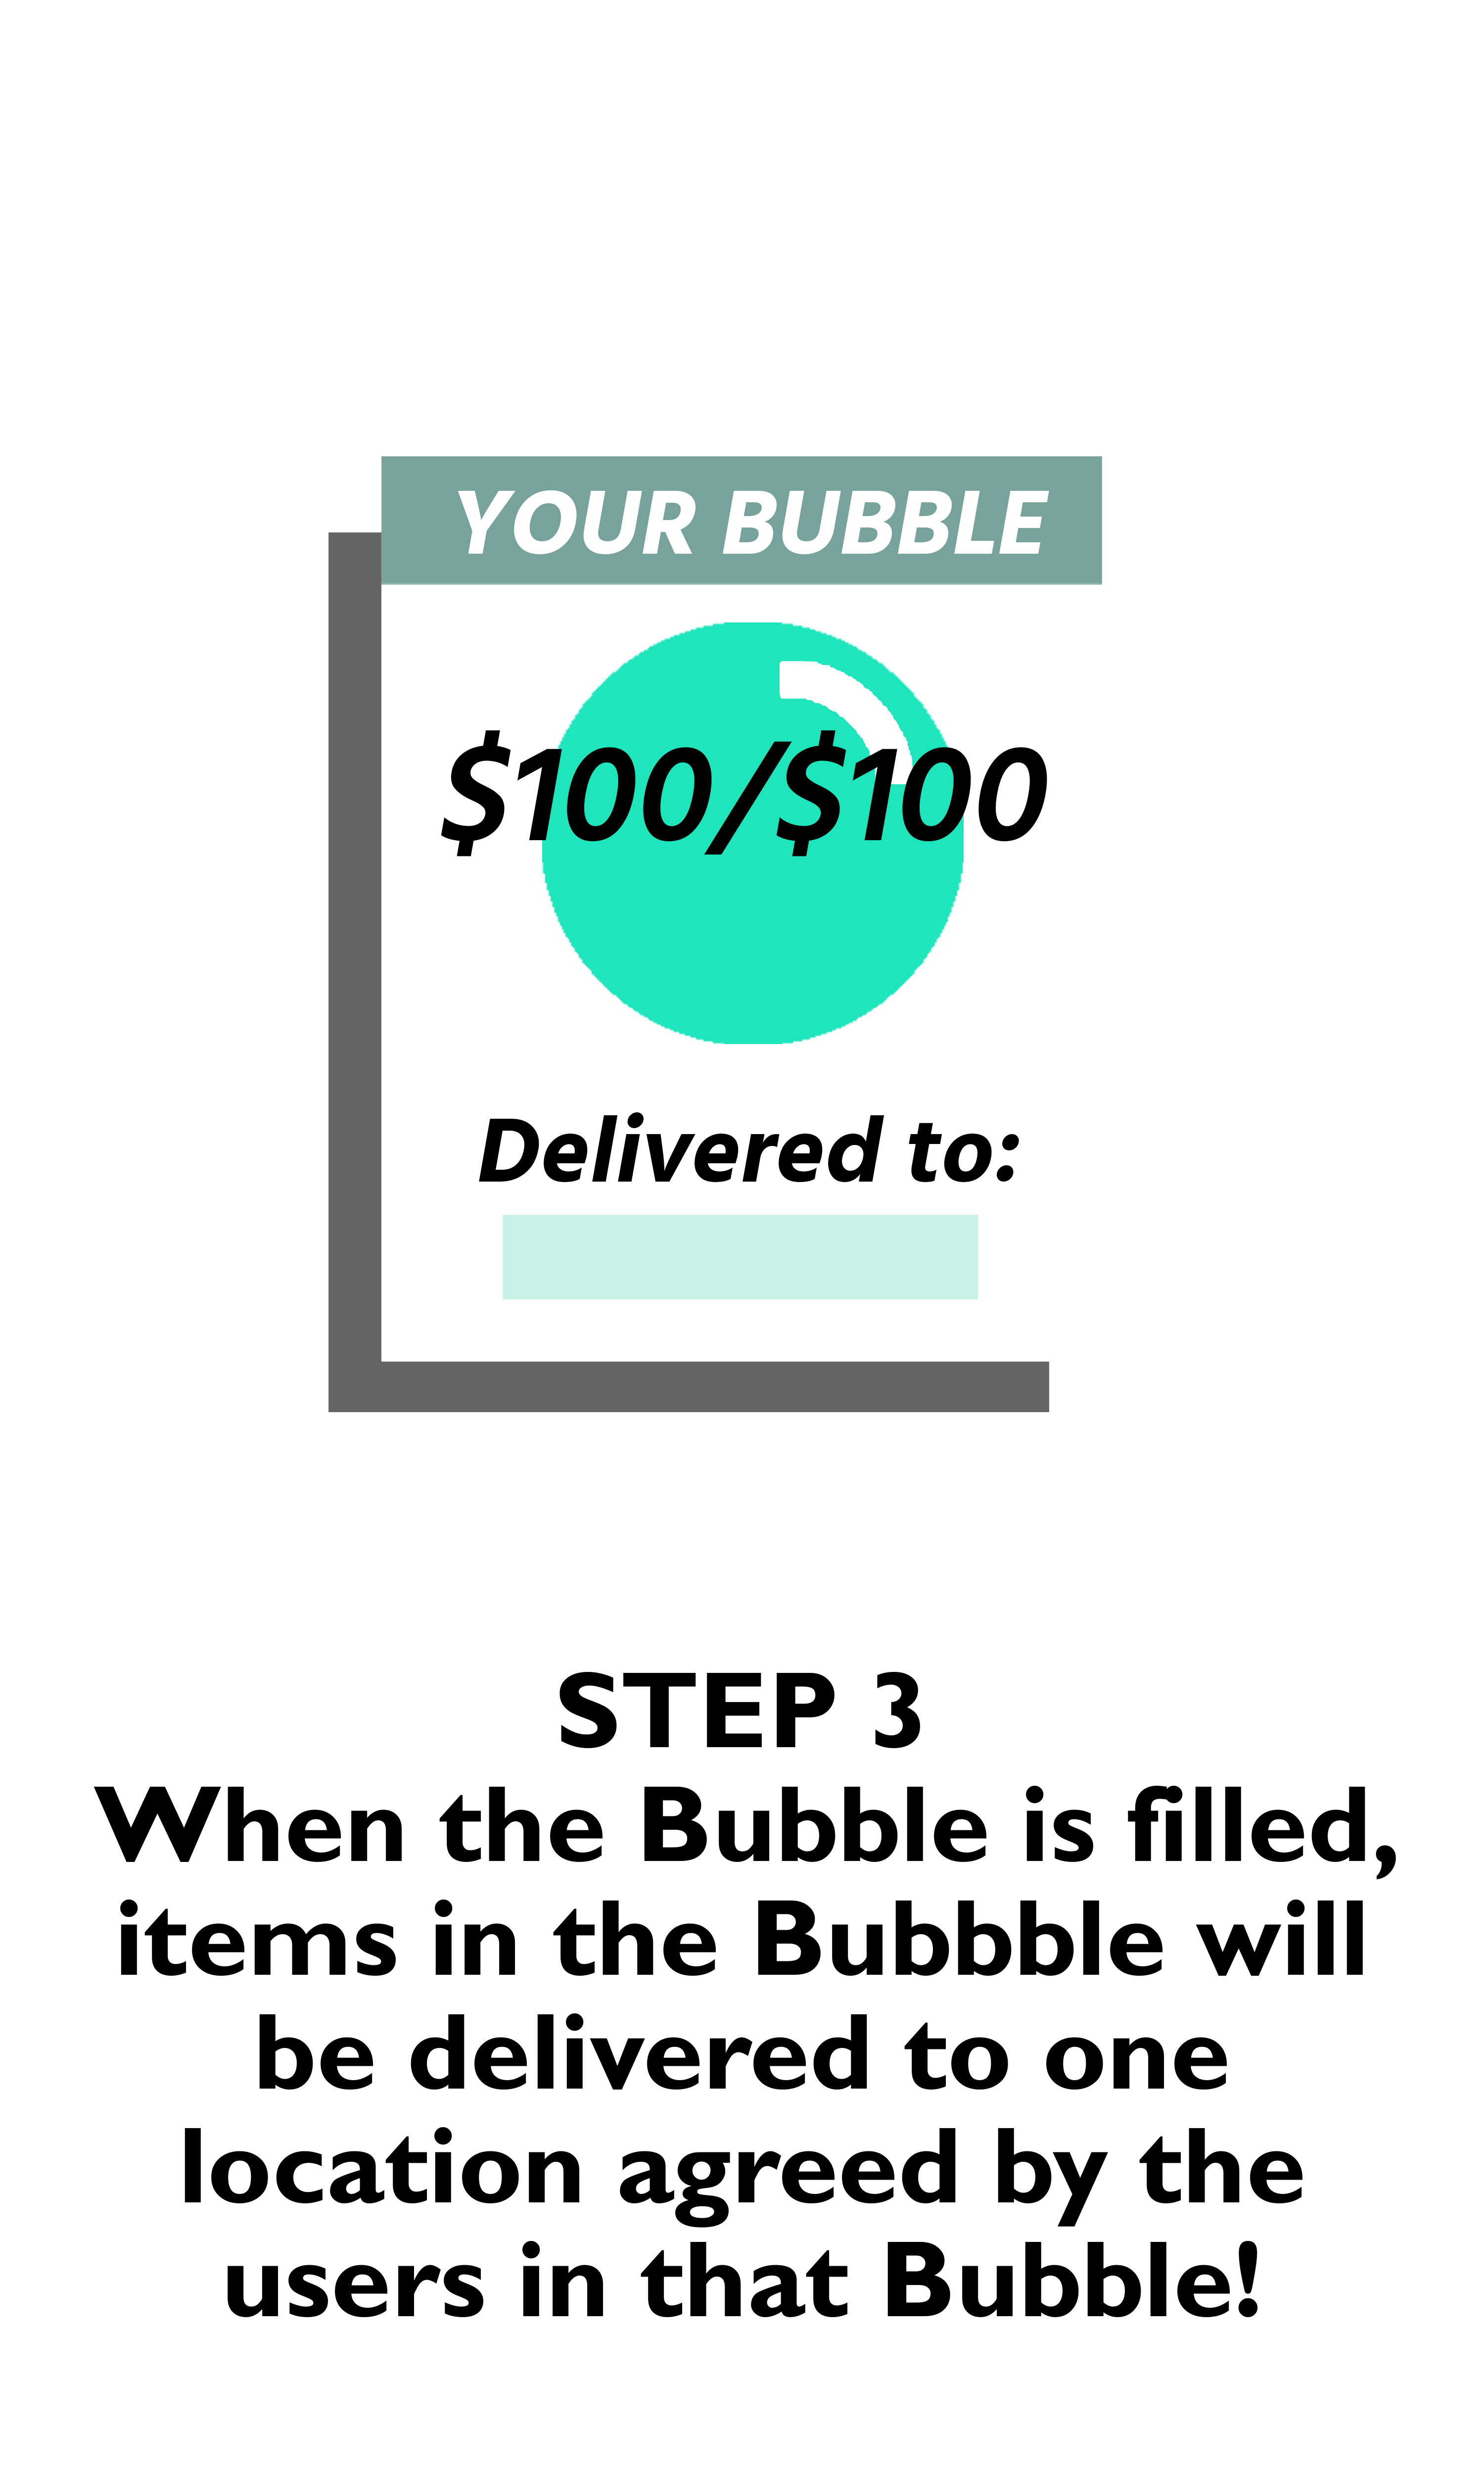 YOUR BUBBLE
$100/$100
Delivered to:
STEP 3
When the Bubble is filled,
items in the Bubbble will
be delivered to one
location agreed by the
users in that Bubble!